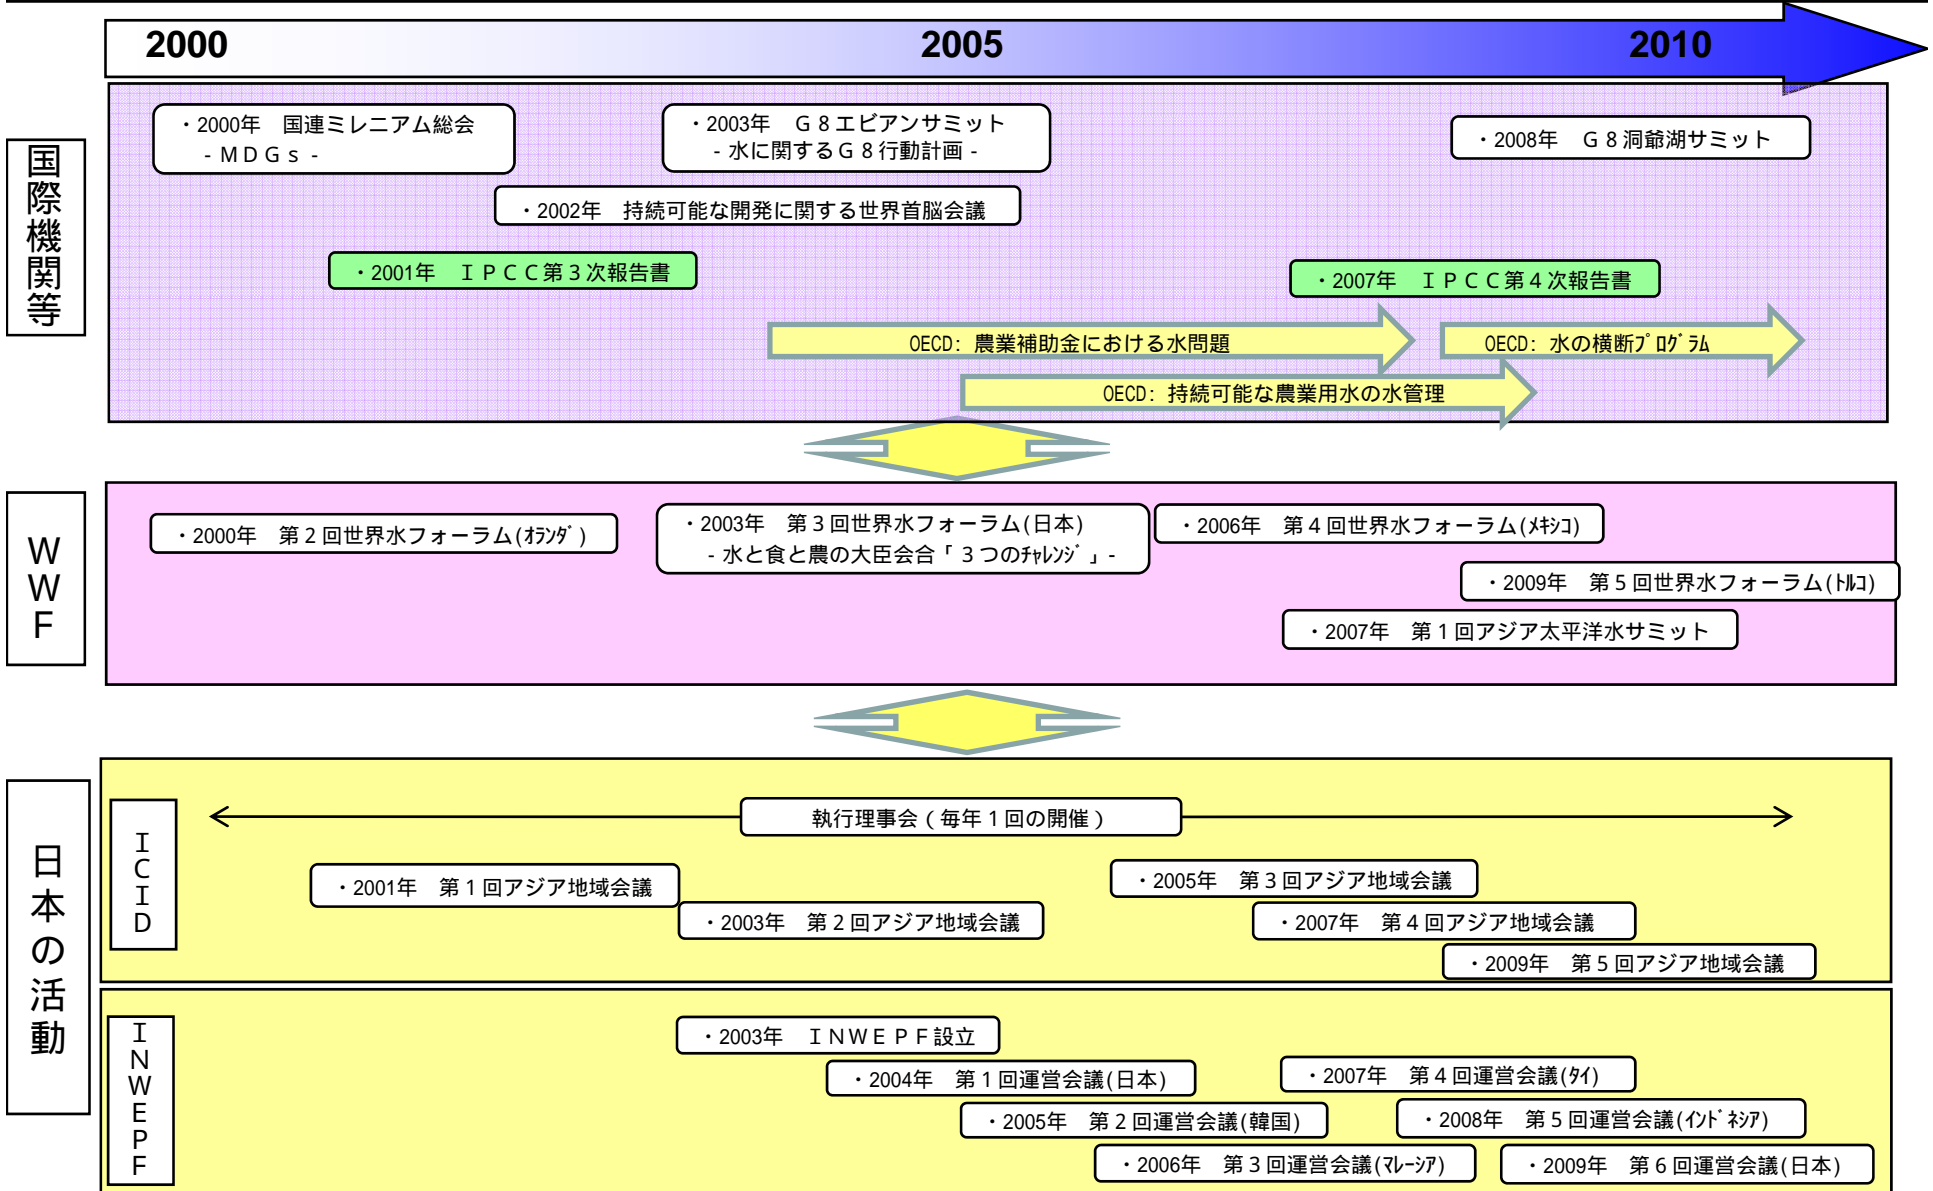 2000 2005 2010
国際機関等
・2000年　国連ミレニアム総会
- ＭＤＧｓ -
・2003年　Ｇ８エビアンサミット
- 水に関するＧ８行動計画 -
・2008年　Ｇ８洞爺湖サミット
・2002年　持続可能な開発に関する世界首脳会議
・2001年　ＩＰＣＣ第３次報告書
・2007年　ＩＰＣＣ第４次報告書
OECD: 農業補助金における水問題
OECD: 水の横断ﾌﾟﾛｸﾞﾗﾑ
OECD: 持続可能な農業用水の水管理
ＷＷＦ
・2000年　第２回世界水フォーラム(ｵﾗﾝﾀﾞ)
・2003年　第３回世界水フォーラム(日本)
- 水と食と農の大臣会合「３つのﾁｬﾚﾝｼﾞ」-
・2006年　第４回世界水フォーラム(ﾒｷｼｺ)
・2009年　第５回世界水フォーラム(ﾄﾙｺ)
・2007年　第１回アジア太平洋水サミット
日本の活動
ＩＣＩＤ
執行理事会（毎年１回の開催）
・2001年　第１回アジア地域会議
・2005年　第３回アジア地域会議
・2003年　第２回アジア地域会議
・2007年　第４回アジア地域会議
・2009年　第５回アジア地域会議
ＩＮＷＥＰＦ
・2003年　ＩＮＷＥＰＦ設立
・2004年　第１回運営会議(日本)
・2007年　第４回運営会議(ﾀｲ)
・2005年　第２回運営会議(韓国)
・2008年　第５回運営会議(ｲﾝﾄﾞﾈｼｱ)
・2006年　第３回運営会議(ﾏﾚｰｼｱ)
・2009年　第６回運営会議(日本)